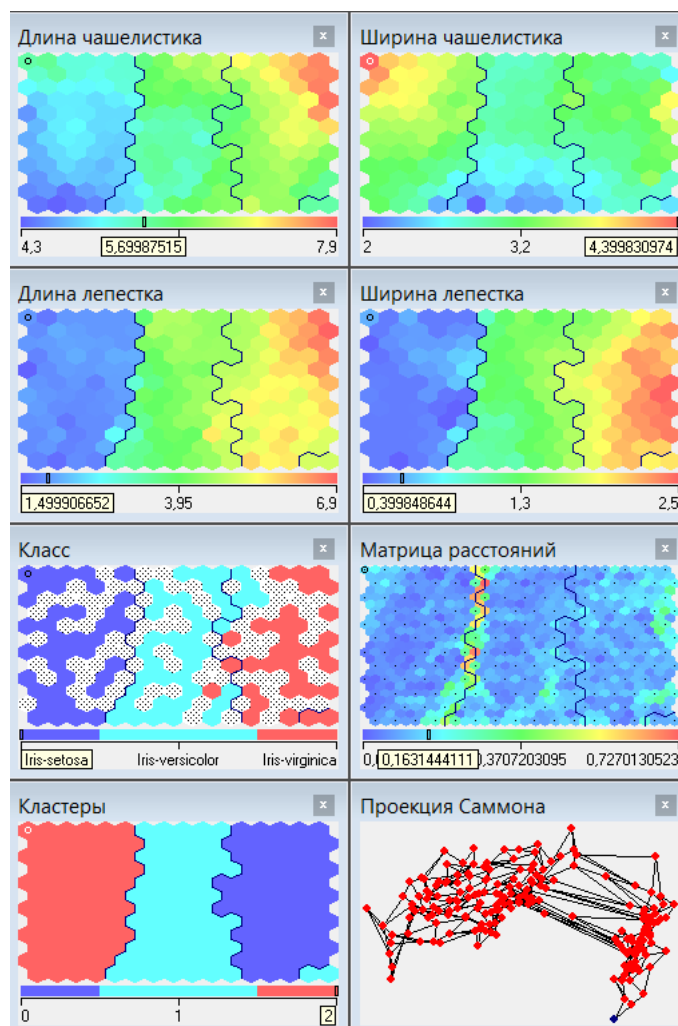 Длина чашелистика
Ширина чашелистика
4,3 5,69987515 7,9
2 3,2 4,399830974
Длина лепестка
Ширина лепестка
1,499906652 3,95 6,9
0,399848644 1,3 2,5
Класс
Матрица расстояний
Iris-setosa Iris-versicolor Iris-virginica
0,1631444111 ,3707203095 0,7270130523
Кластеры
Проекция Саммона
0 1 2